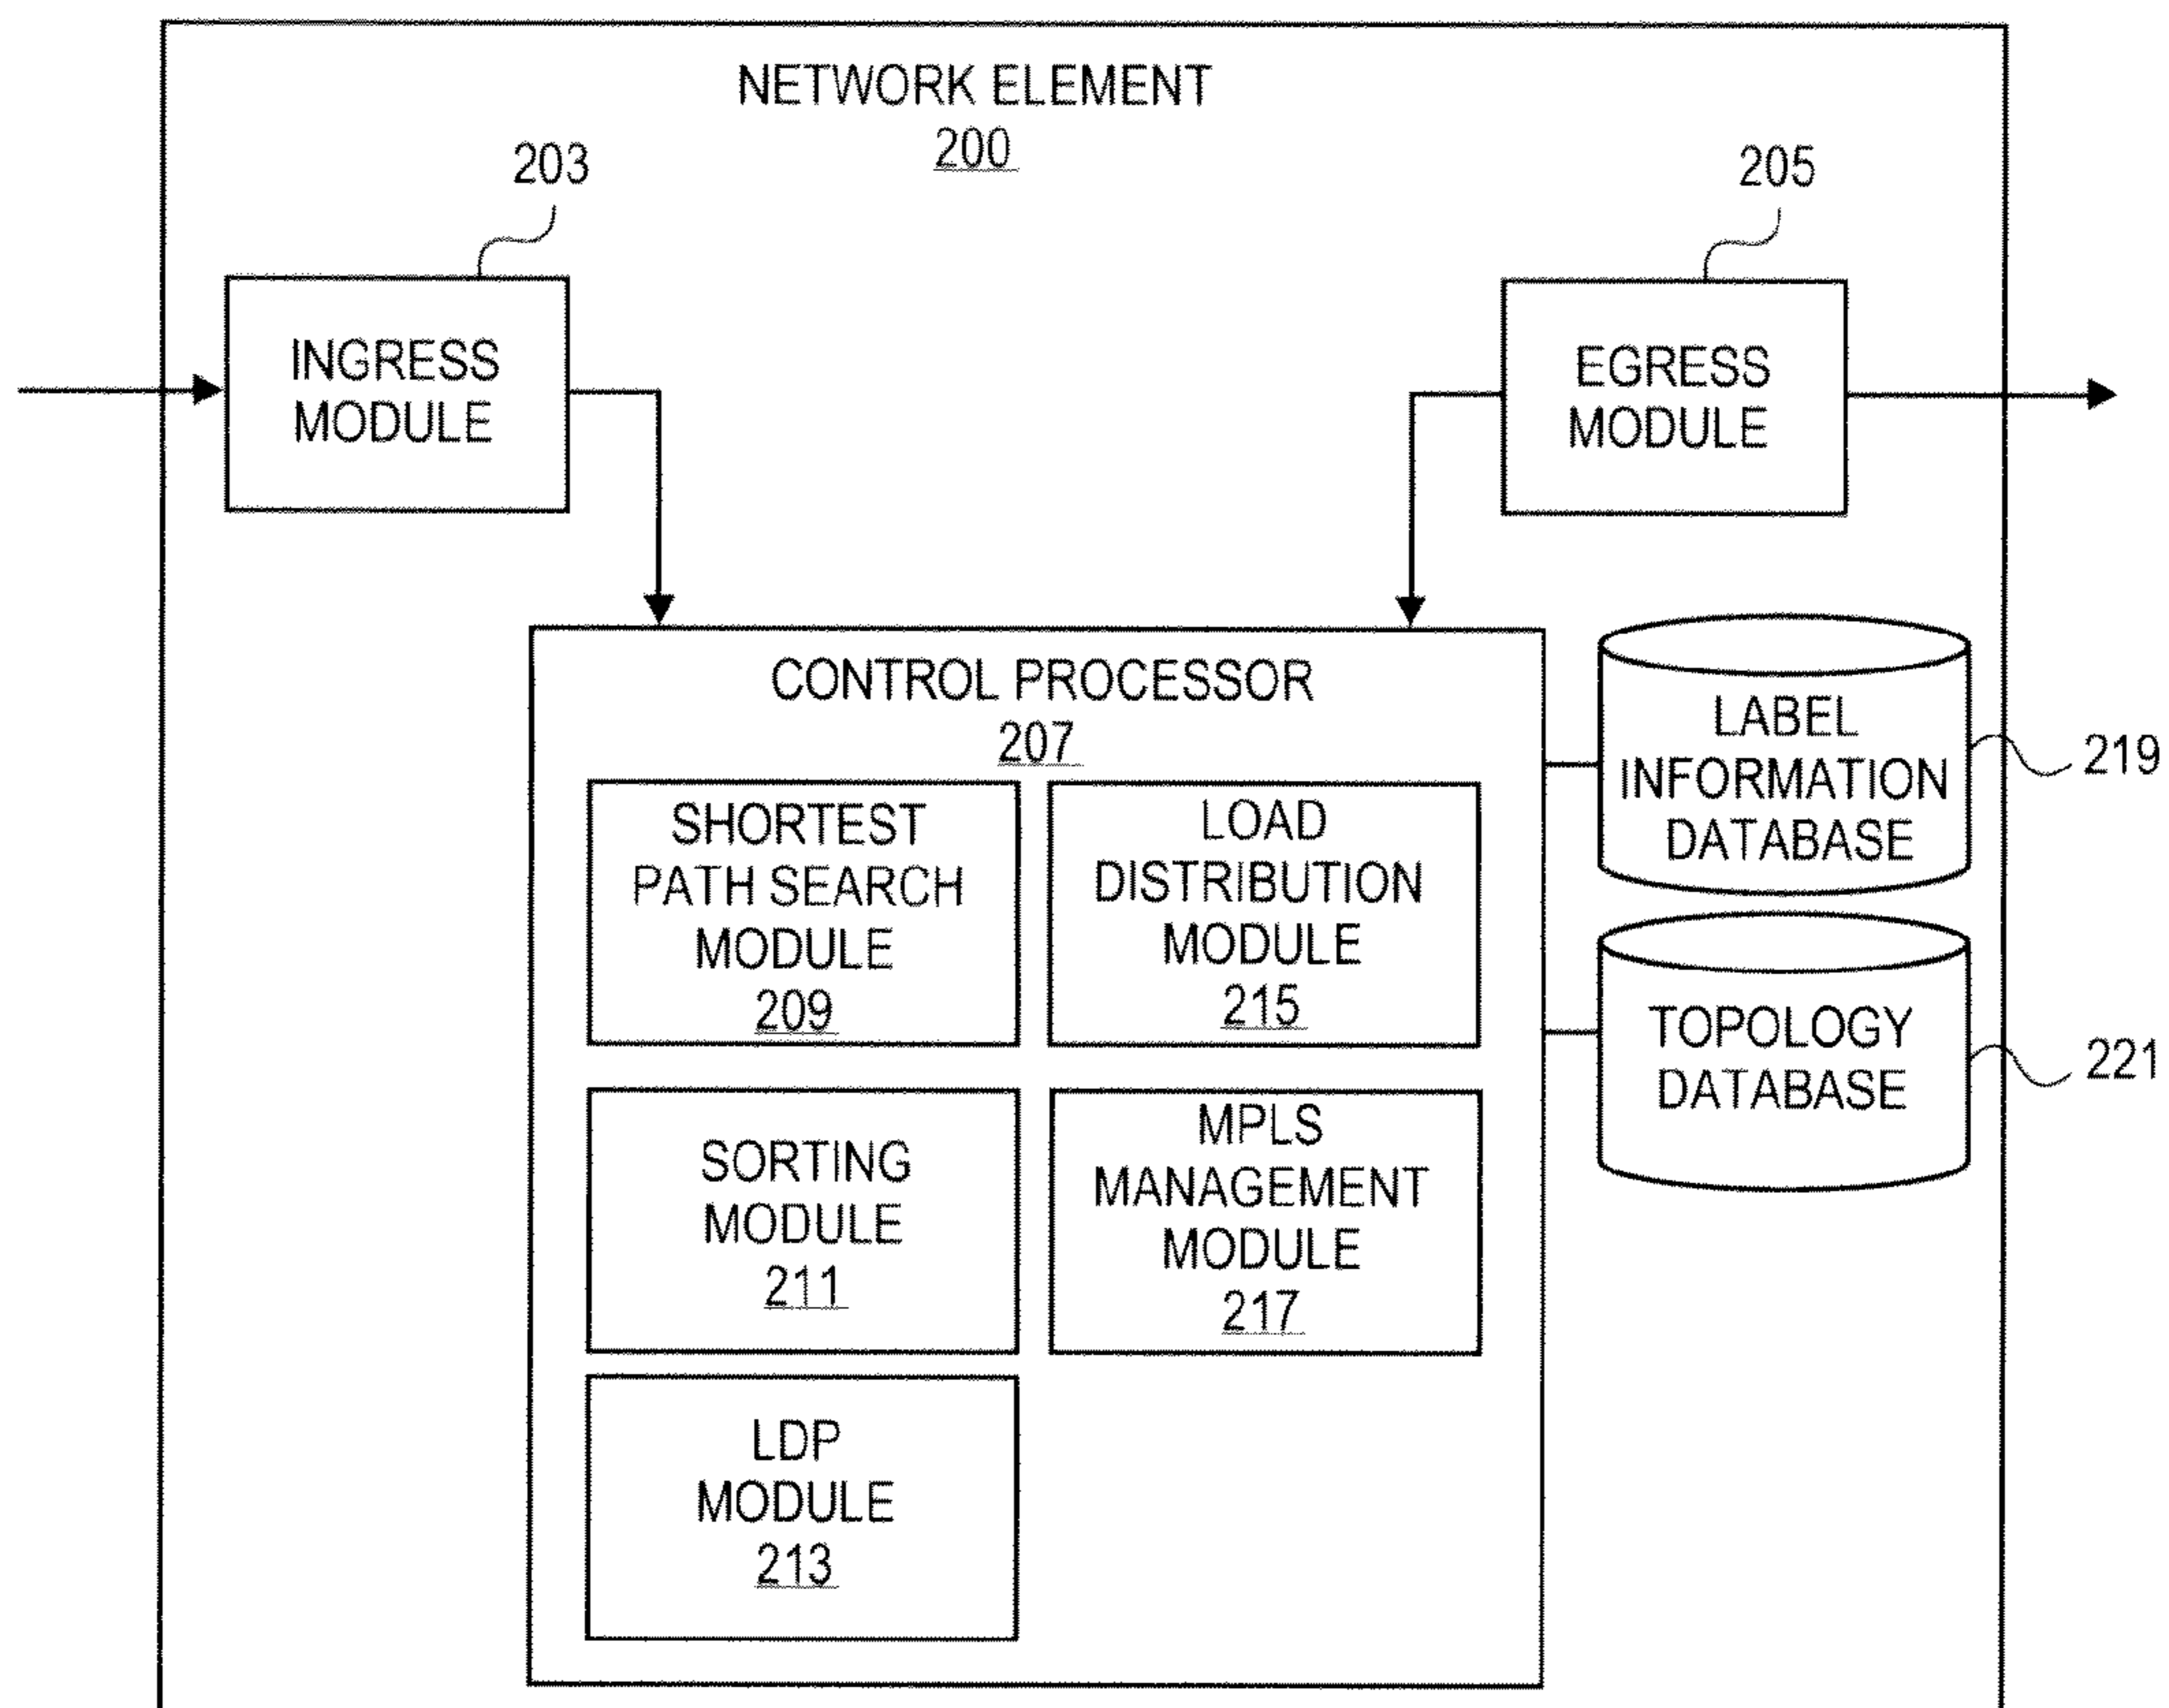 NETWORK ELEMENT
200
203
205
INGRESS
MODULE
EGRESS
MODULE
CONTROL PROCESSOR
207
SHORTEST
PATH SEARCH
MODULE
209
LOAD
DISTRIBUTION
MODULE
215
SORTING
MODULE
211
MPLS
MANAGEMENT
MODULE
217
LDP
MODULE
213
LABEL
INFORMATION
DATABASE
219
TOPOLOGY
DATABASE
221